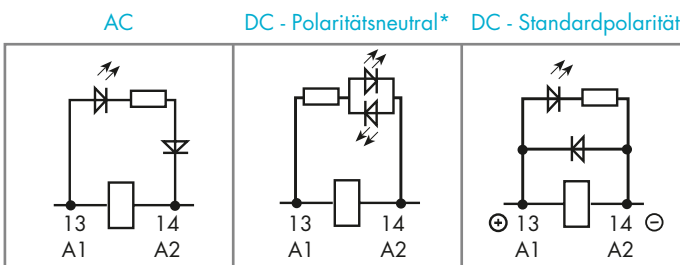 AC DC - Polaritätsneutral* DC - Standardpolarität
13 14 13 14 + 13 14 −
A1 A2 A1 A2 A1 A2